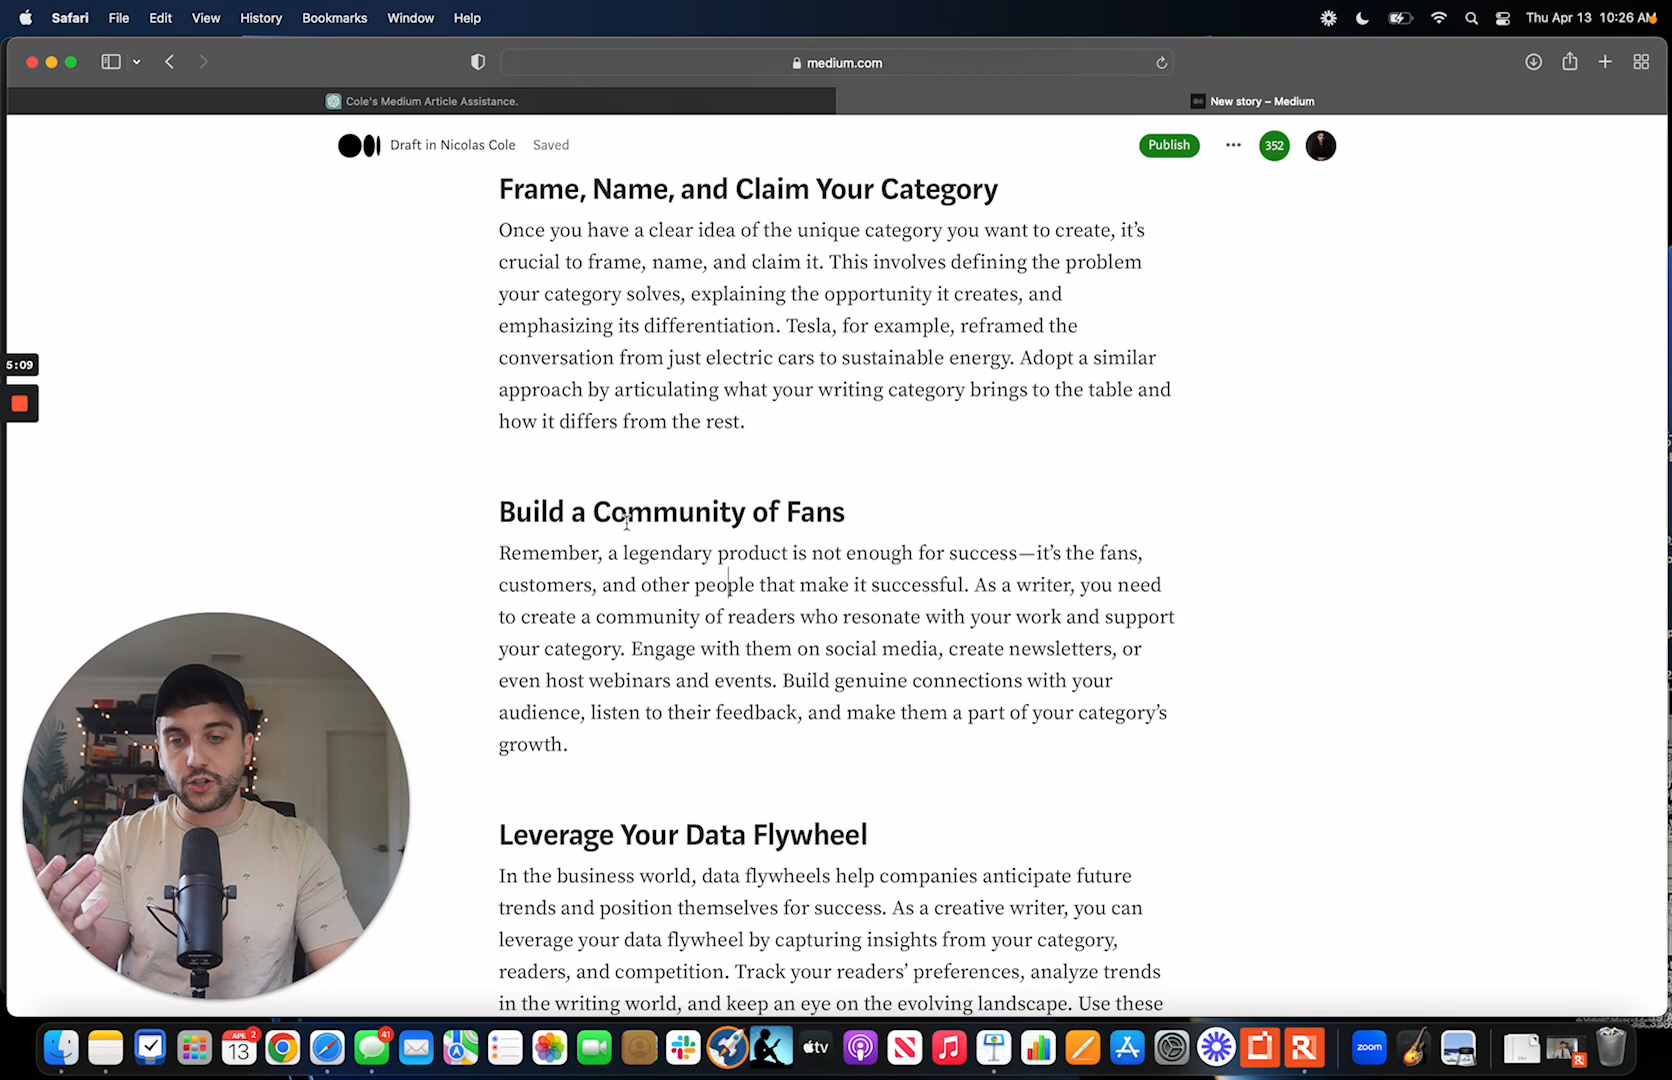 Safari File Edit View History Bookmarks Window Help Thu Apr 13 10:26 AM
medium.com
Cole's Medium Article Assistance. New story – Medium
Draft in Nicolas Cole Saved Publish 352
Frame, Name, and Claim Your Category
Once you have a clear idea of the unique category you want to create, it’s
crucial to frame, name, and claim it. This involves defining the problem
your category solves, explaining the opportunity it creates, and
emphasizing its differentiation. Tesla, for example, reframed the
conversation from just electric cars to sustainable energy. Adopt a similar
approach by articulating what your writing category brings to the table and
how it differs from the rest.
5:09
Build a Community of Fans
Remember, a legendary product is not enough for success—it’s the fans,
customers, and other people that make it successful. As a writer, you need
to create a community of readers who resonate with your work and support
your category. Engage with them on social media, create newsletters, or
even host webinars and events. Build genuine connections with your
audience, listen to their feedback, and make them a part of your category’s
growth.
Leverage Your Data Flywheel
In the business world, data flywheels help companies anticipate future
trends and position themselves for success. As a creative writer, you can
leverage your data flywheel by capturing insights from your category,
readers, and competition. Track your readers’ preferences, analyze trends
in the writing world, and keep an eye on the evolving landscape. Use these
APR 2 13 41 tv zoom